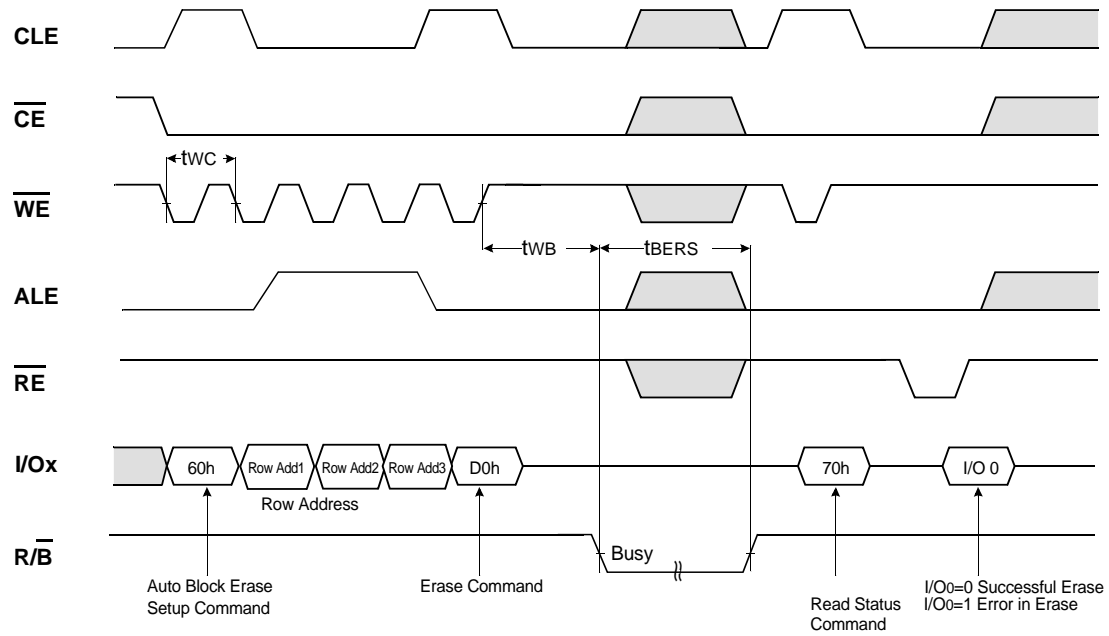 CLE
CE
tWC
WE
tWB
tBERS
ALE
RE
I/Ox
60h
Row Add1
Row Add2
Row Add3
D0h
70h
I/O 0
Row Address
R/B
Busy
Auto Block Erase
Setup Command
Erase Command
Read Status
Command
I/O0=0 Successful Erase
I/O0=1 Error in Erase